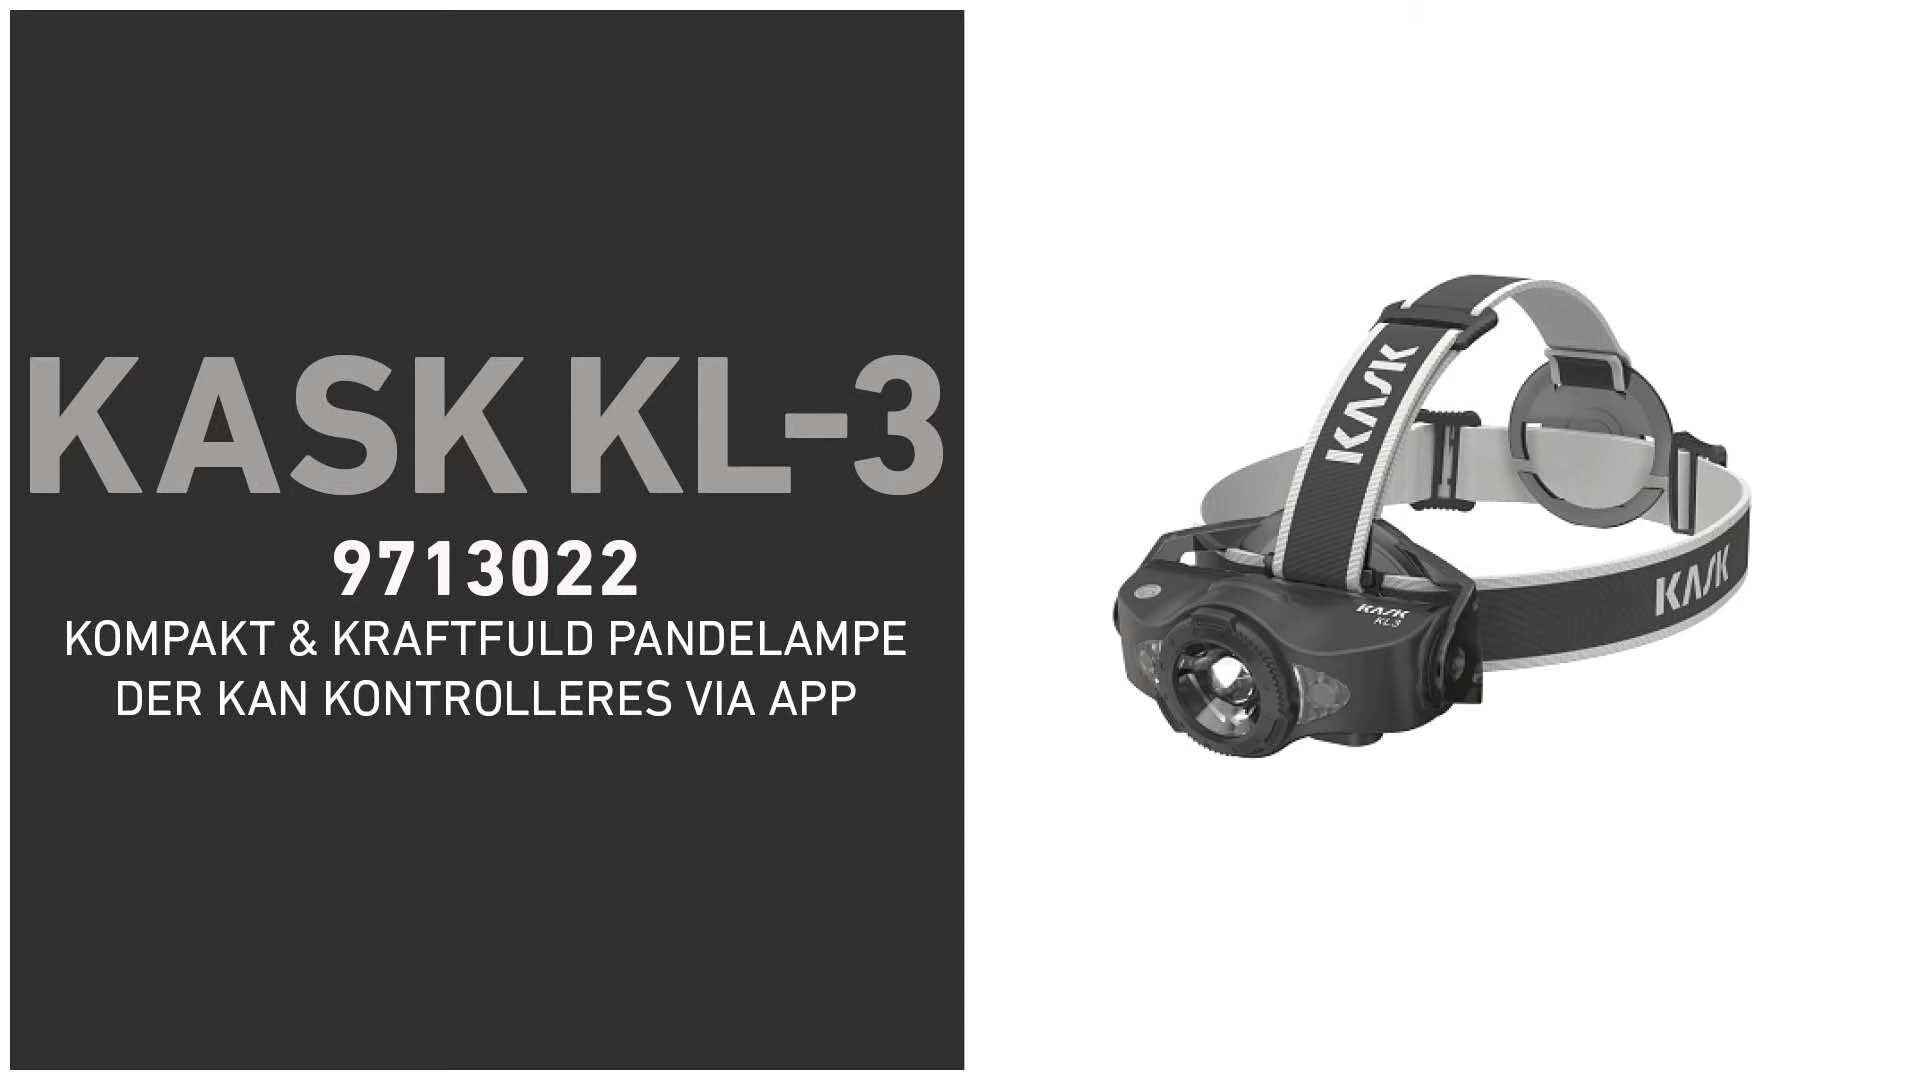 KASK KL-3
9713022
KOMPAKT & KRAFTFULD PANDELAMPE
DER KAN KONTROLLERES VIA APP
KASK
KASK
KASK
KL3